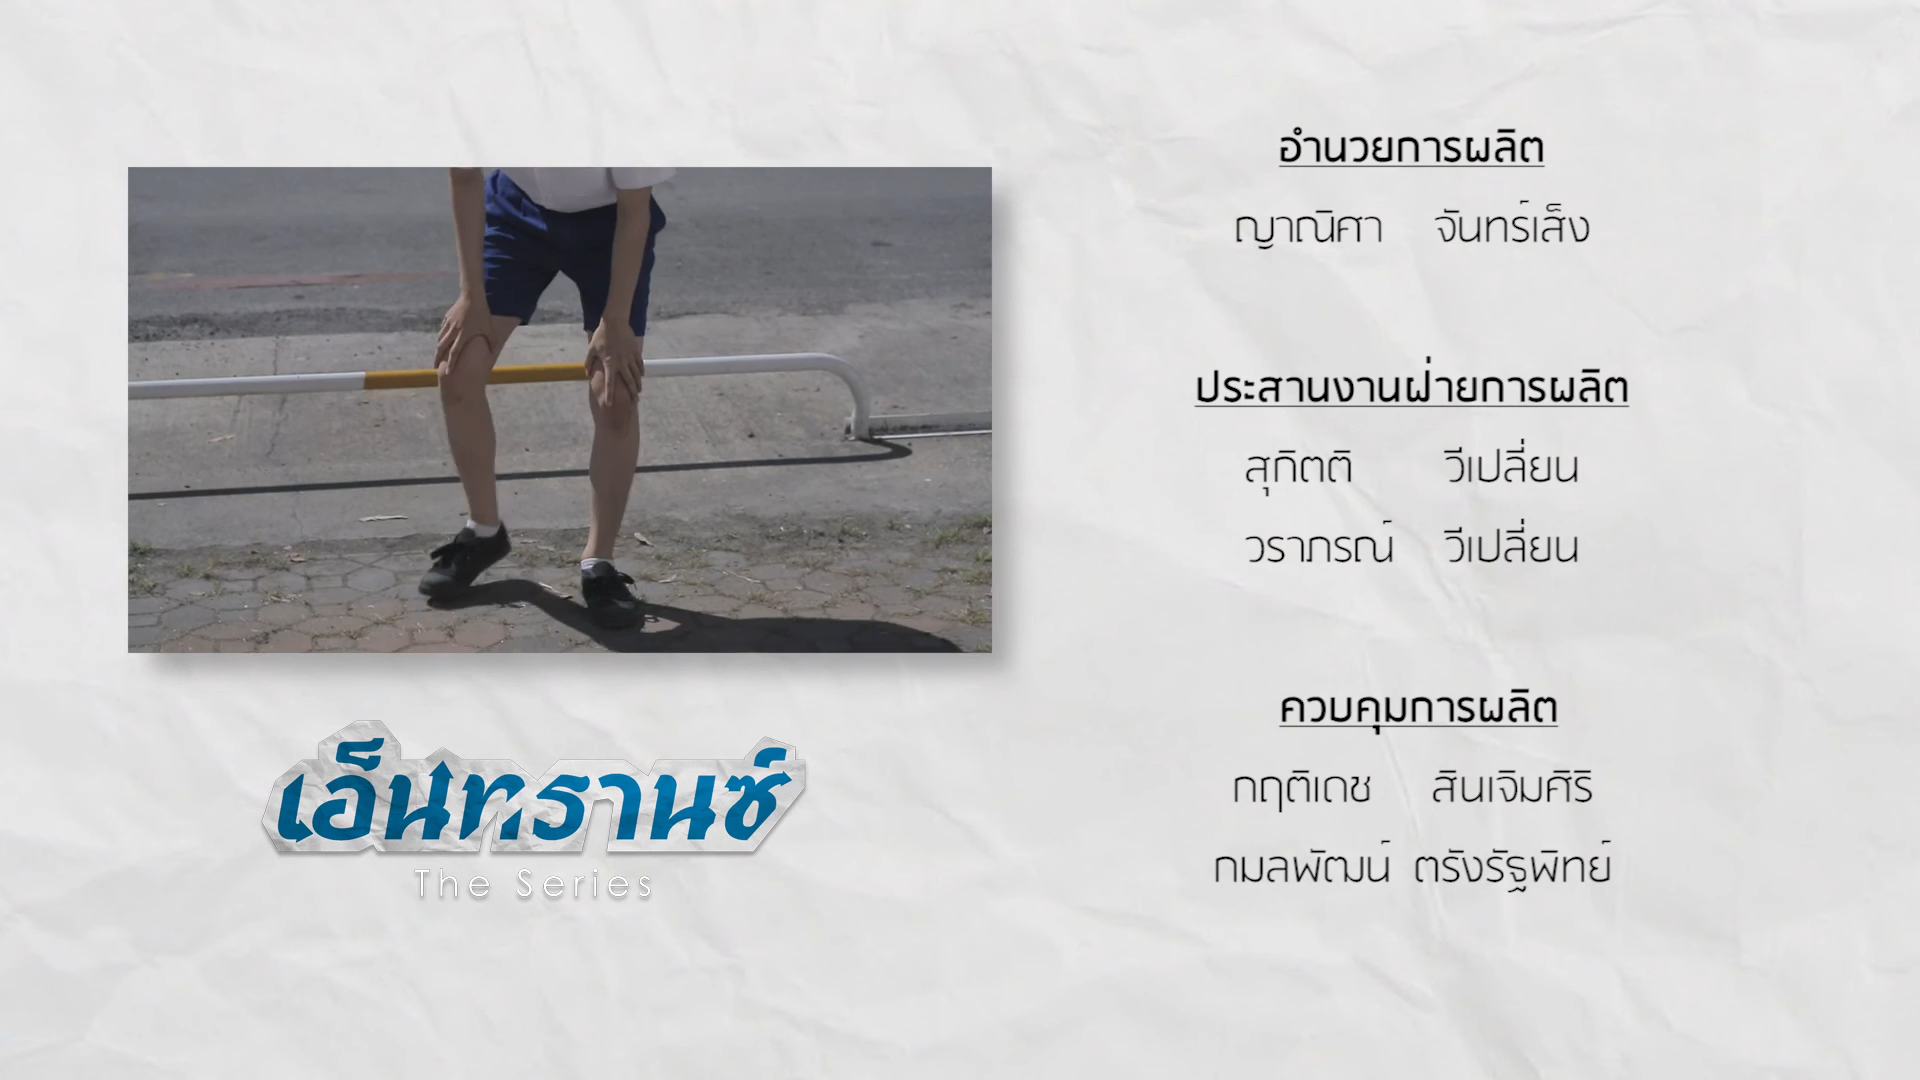 อำนวยการผลิต
ญาณิศา จันทร์เส็ง
ประสานงานฝ่ายการผลิต
สุกิตติ วีเปลี่ยน
วราภรณ์ วีเปลี่ยน
ควบคุมการผลิต
กฤติเดช สินเจิมศิริ
กมลพัฒน์ ตรังรัฐพิทย์
เอ็นทรานซ์
The Series